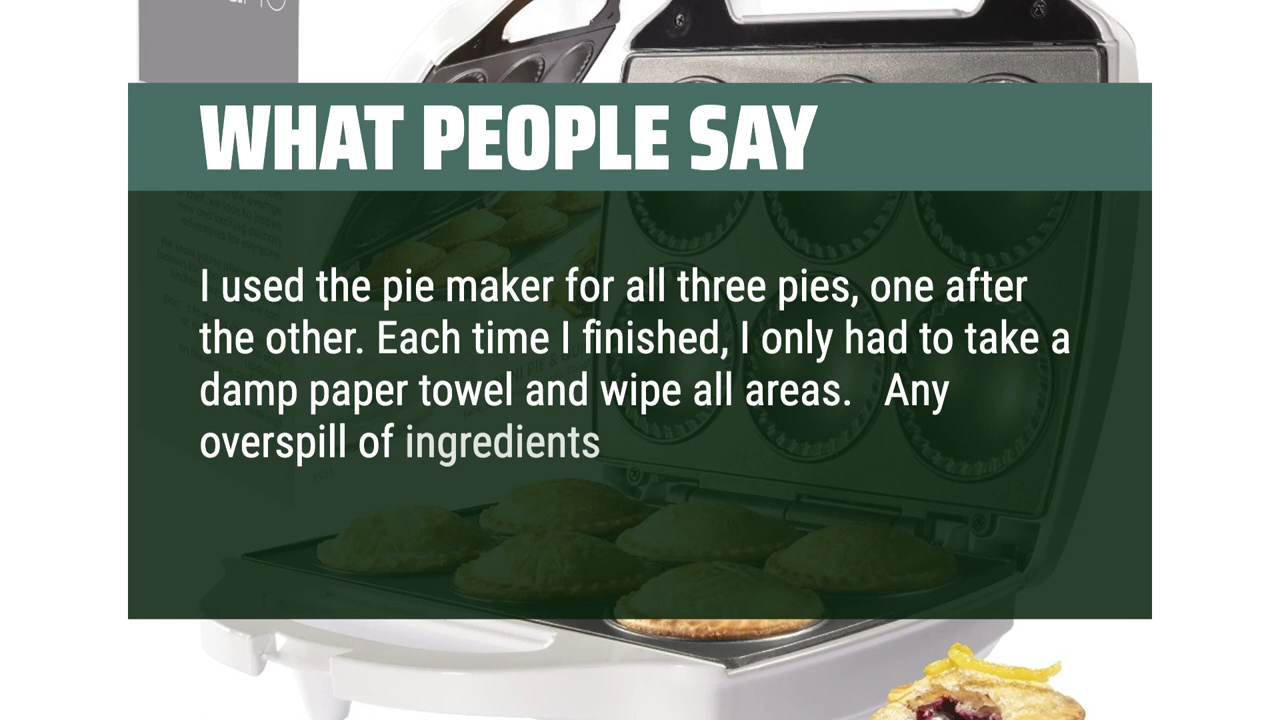 WHAT PEOPLE SAY
I used the pie maker for all three pies, one after
the other. Each time I finished, I only had to take a
damp paper towel and wipe all areas.   Any
overspill of ingredients